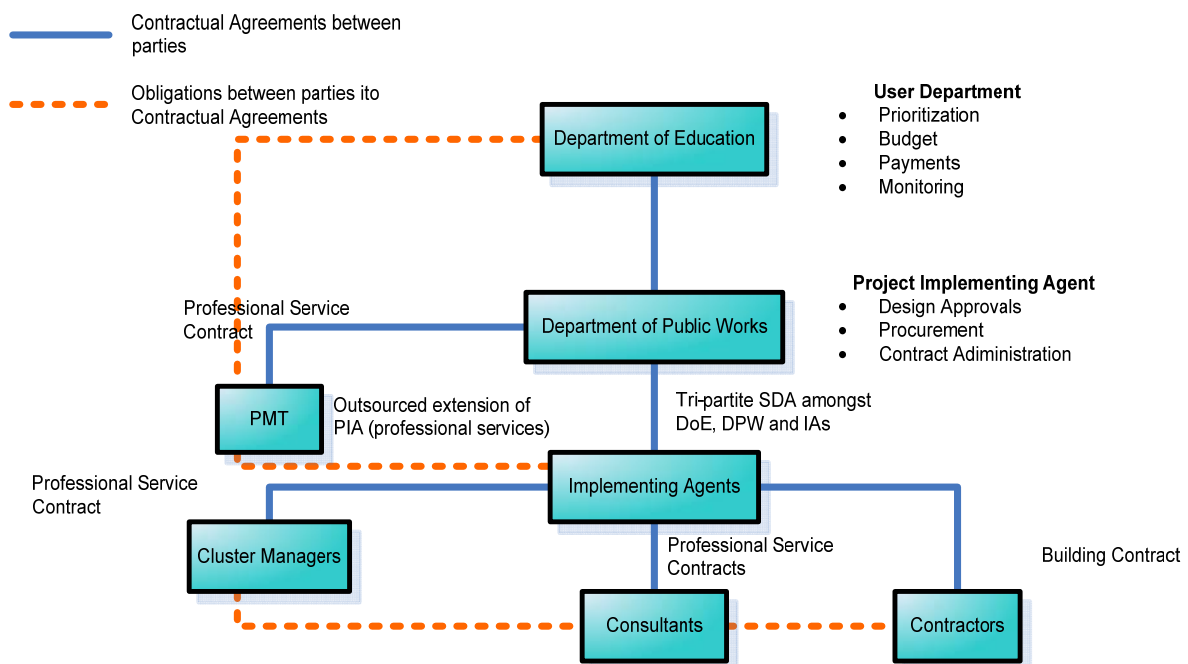 Contractual Agreements between
parties
Obligations between parties ito
Contractual Agreements
Department of Education
User Department
• Prioritization
• Budget
• Payments
• Monitoring
Professional Service
Contract
Department of Public Works
Project Implementing Agent
• Design Approvals
• Procurement
• Contract Adiministration
PMT
Outsourced extension of
PIA (professional services)
Tri-partite SDA amongst
DoE, DPW and IAs
Professional Service
Contract
Implementing Agents
Cluster Managers
Professional Service
Contracts
Building Contract
Consultants
Contractors